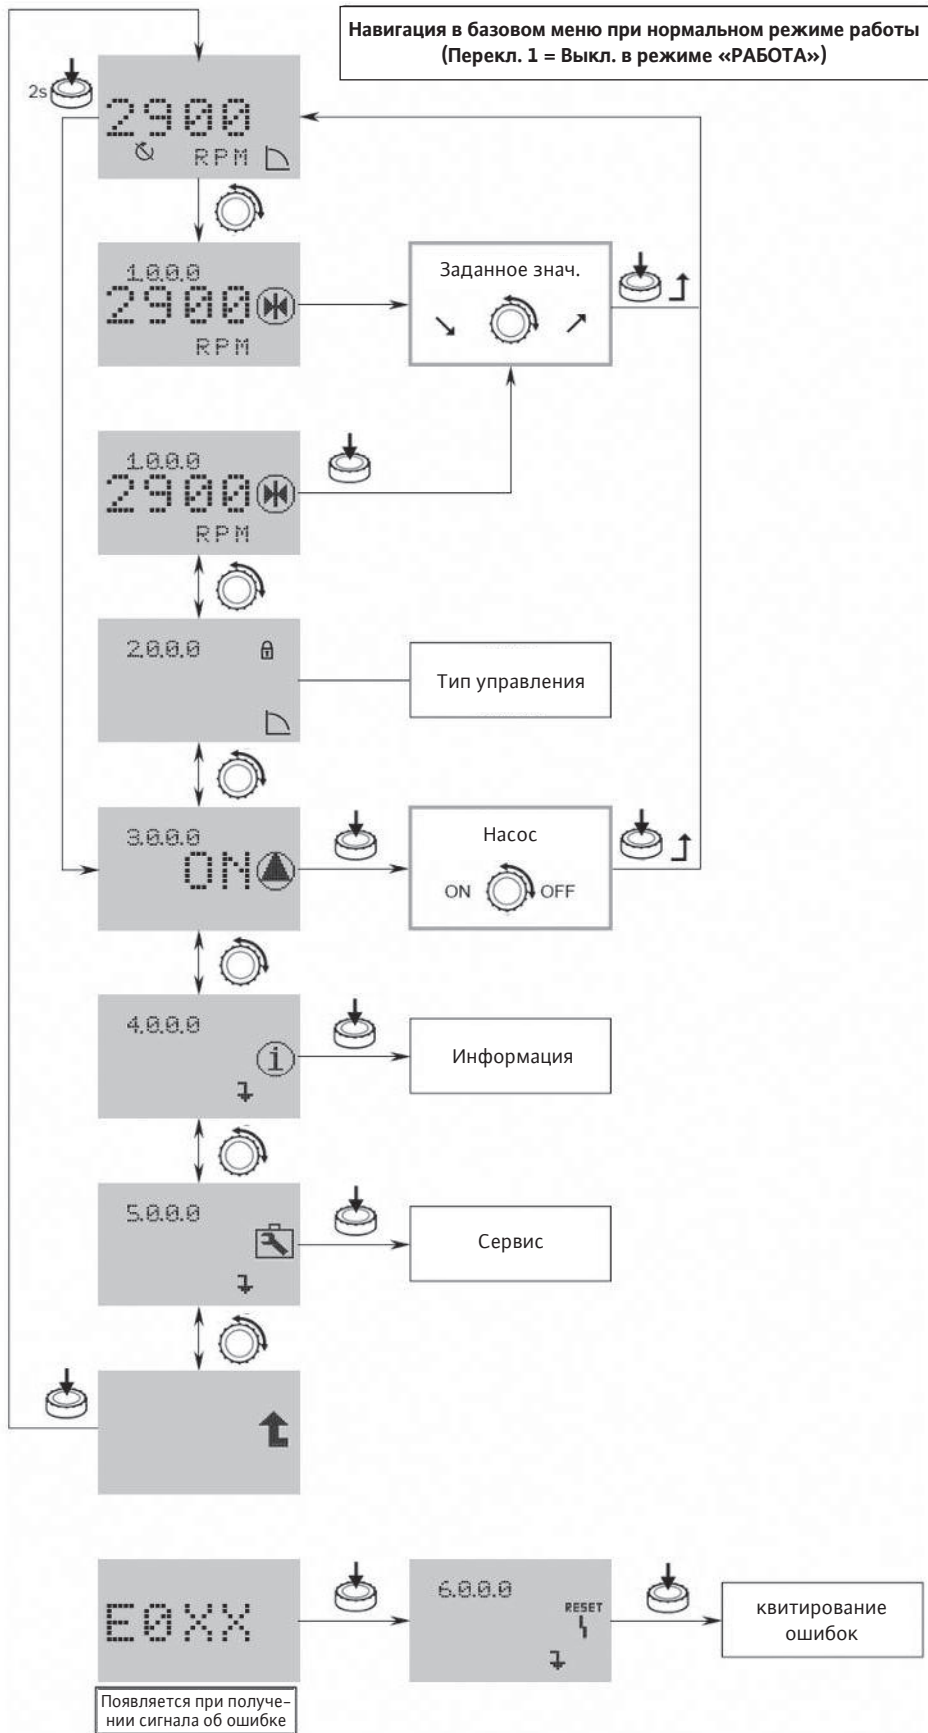 Навигация в базовом меню при нормальном режиме работы
(Перекл. 1 = Выкл. в режиме «РАБОТА»)
2s
2900
RPM
1.0.0.0
2900
RPM
Заданное знач.
1.0.0.0
2900
RPM
2.0.0.0
Тип управления
3.0.0.0
ON
Насос
ON OFF
4.0.0.0
i
Информация
5.0.0.0
Сервис
E0XX
6.0.0.0
RESET
квитирование
ошибок
Появляется при получе-
нии сигнала об ошибке